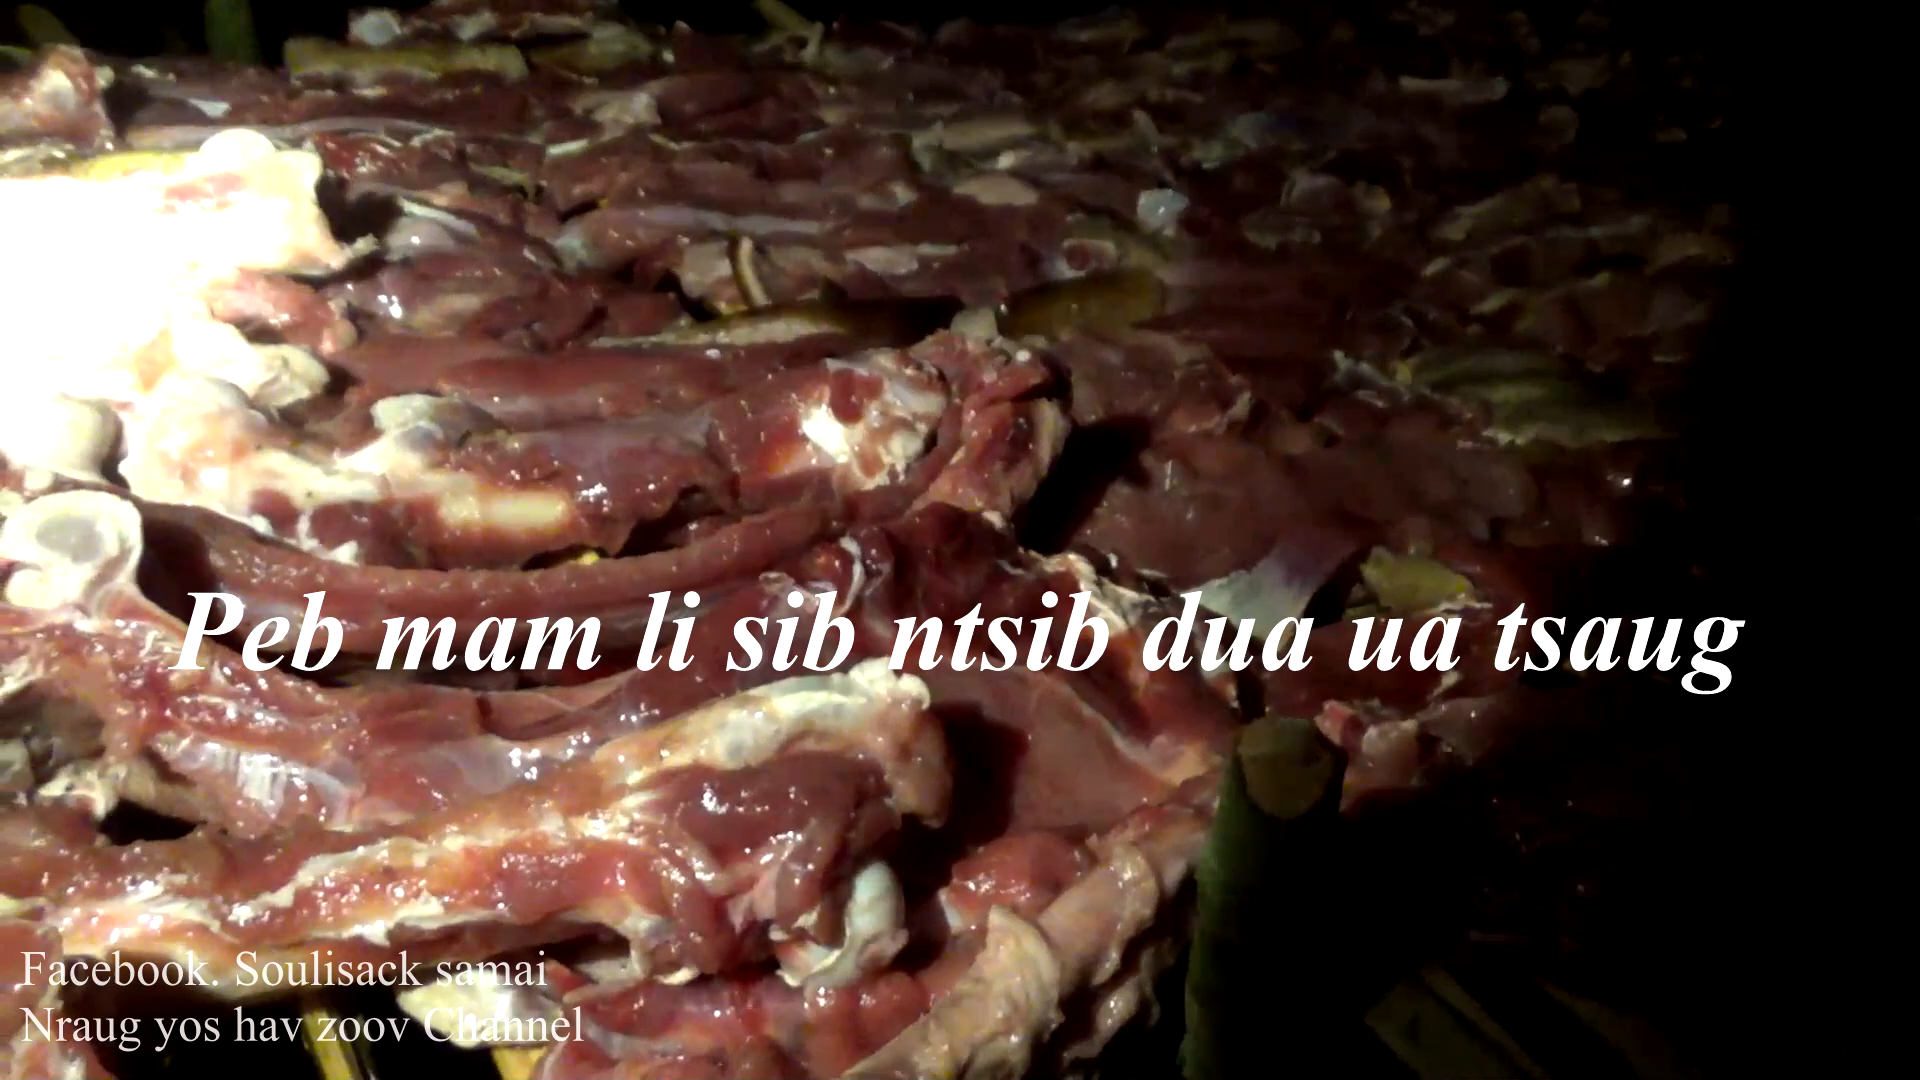 Peb mam li sib ntsib dua ua tsaug
Facebook. Soulisack samai
Nraug yos hav zoov Channel